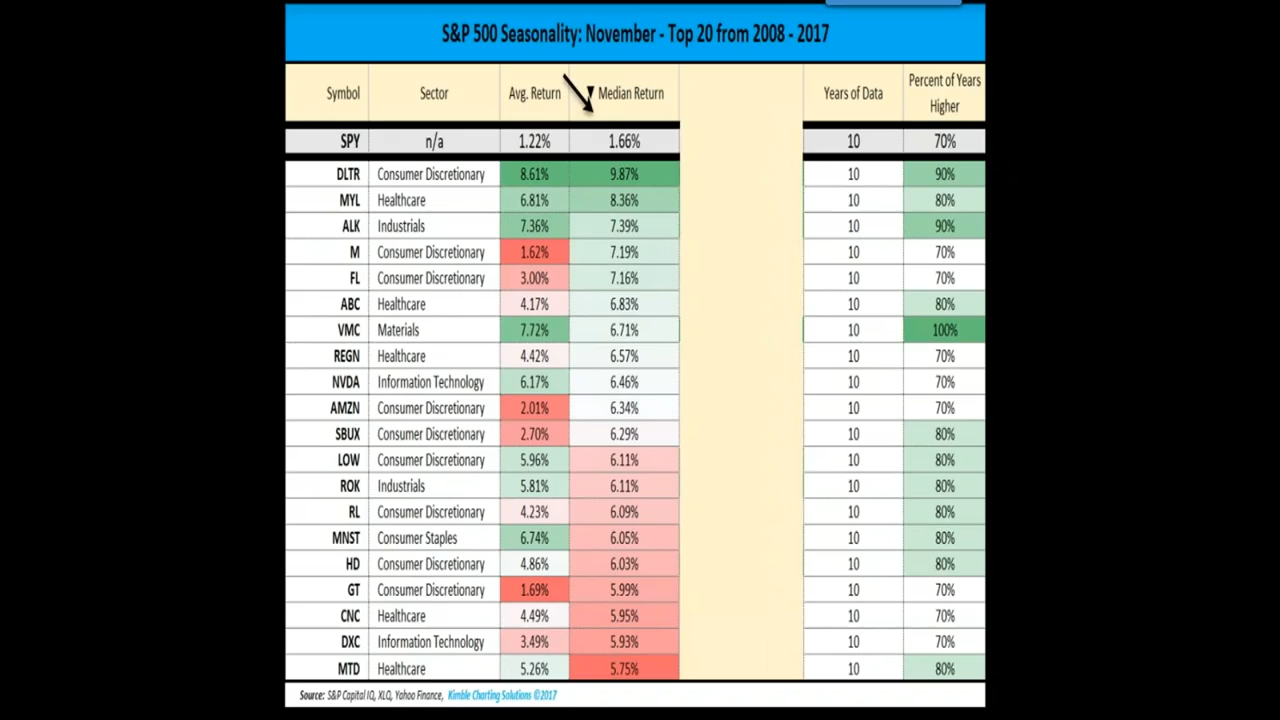 S&P 500 Seasonality: November - Top 20 from 2008 - 2017
Symbol Sector Avg. Return Median Return Years of Data Percent of Years Higher
SPY n/a 1.22% 1.66% 10 70%
DLTR Consumer Discretionary 8.61% 9.87% 10 90%
MYL Healthcare 6.81% 8.36% 10 80%
ALK Industrials 7.36% 7.39% 10 90%
M Consumer Discretionary 1.62% 7.19% 10 70%
FL Consumer Discretionary 3.00% 7.16% 10 70%
ABC Healthcare 4.17% 6.83% 10 80%
VMC Materials 7.72% 6.71% 10 100%
REGN Healthcare 4.42% 6.57% 10 70%
NVDA Information Technology 6.17% 6.46% 10 70%
AMZN Consumer Discretionary 2.01% 6.34% 10 70%
SBUX Consumer Discretionary 2.70% 6.29% 10 80%
LOW Consumer Discretionary 5.96% 6.11% 10 80%
ROK Industrials 5.81% 6.11% 10 80%
RL Consumer Discretionary 4.23% 6.09% 10 80%
MNST Consumer Staples 6.74% 6.05% 10 80%
HD Consumer Discretionary 4.86% 6.03% 10 80%
GT Consumer Discretionary 1.69% 5.99% 10 70%
CNC Healthcare 4.49% 5.95% 10 70%
DXC Information Technology 3.49% 5.93% 10 70%
MTD Healthcare 5.26% 5.75% 10 80%
Source: S&P Capital IQ, XLQ, Yahoo Finance, Kimble Charting Solutions ©2017